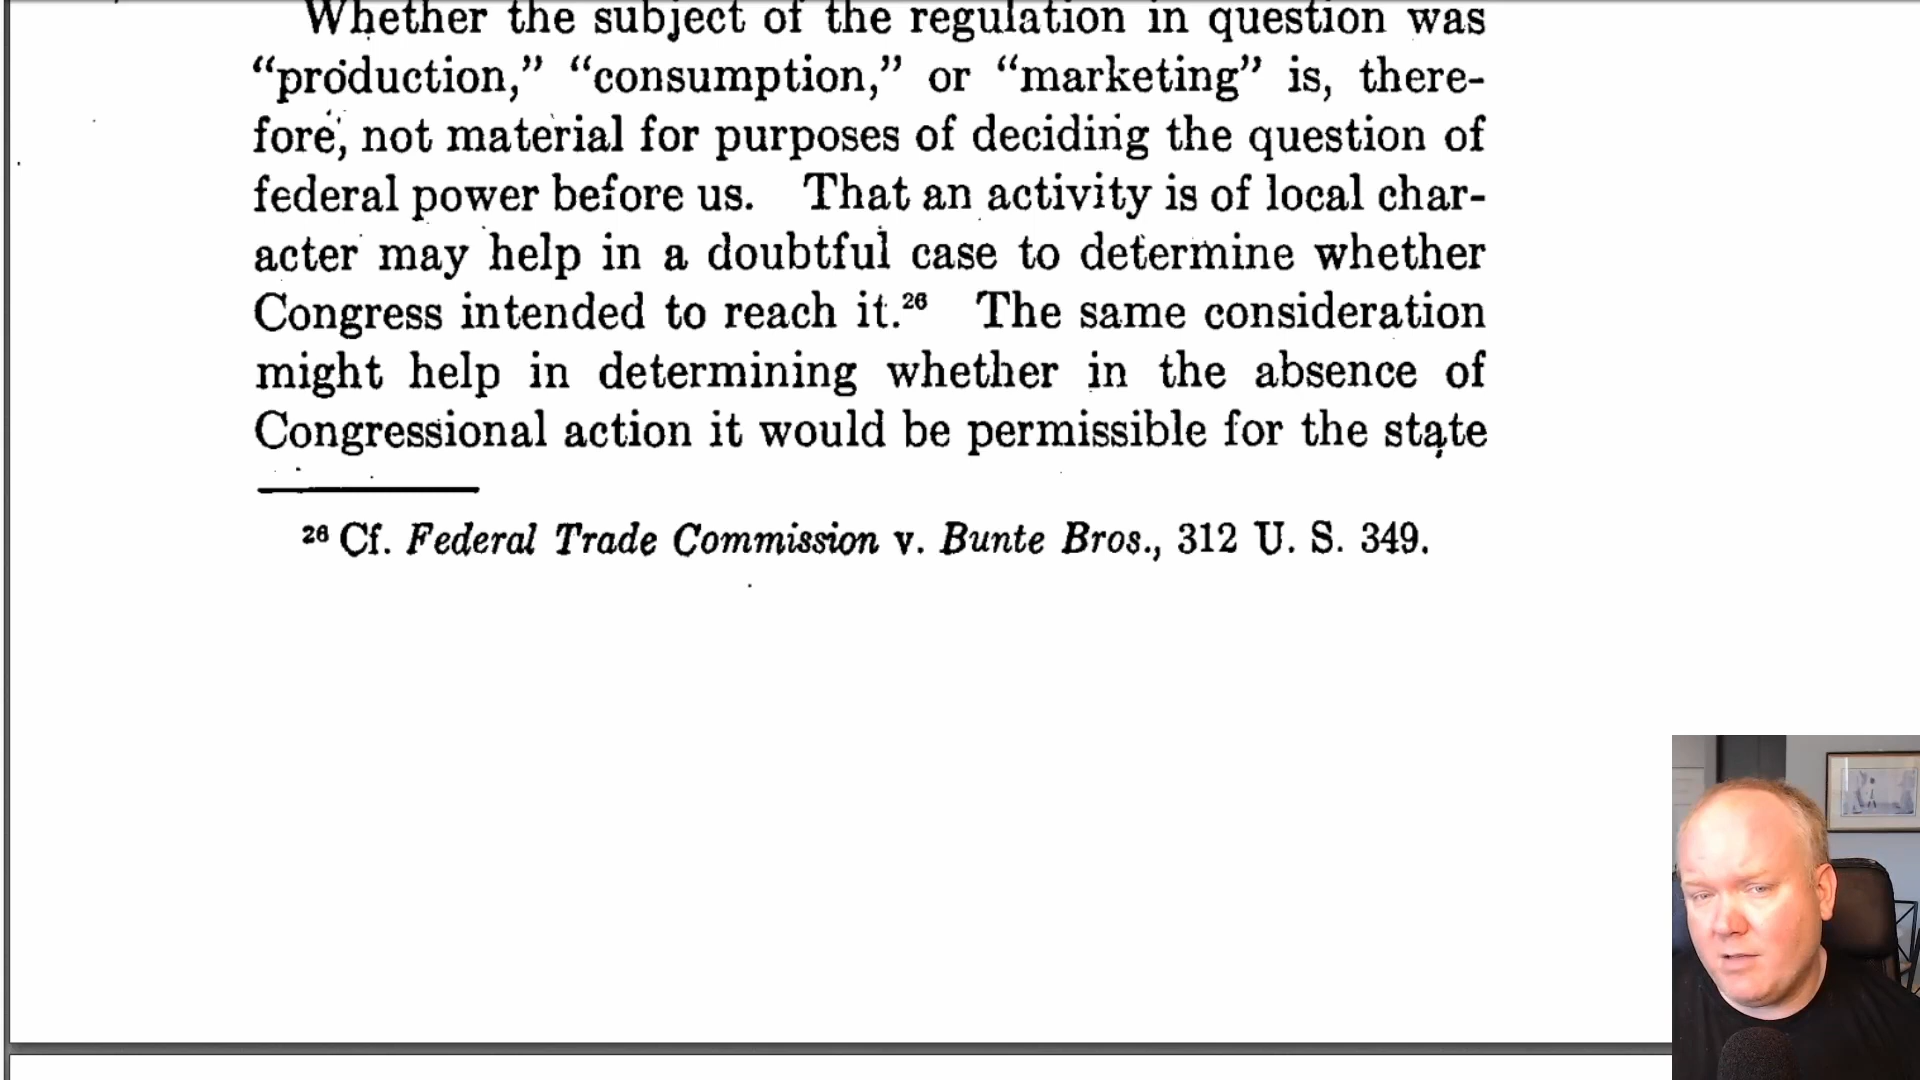 Whether the subject of the regulation in question was
“production,” “consumption,” or “marketing” is, there-
fore, not material for purposes of deciding the question of
federal power before us. That an activity is of local char-
acter may help in a doubtful case to determine whether
Congress intended to reach it.²⁶ The same consideration
might help in determining whether in the absence of
Congressional action it would be permissible for the state
²⁶ Cf. Federal Trade Commission v. Bunte Bros., 312 U. S. 349.